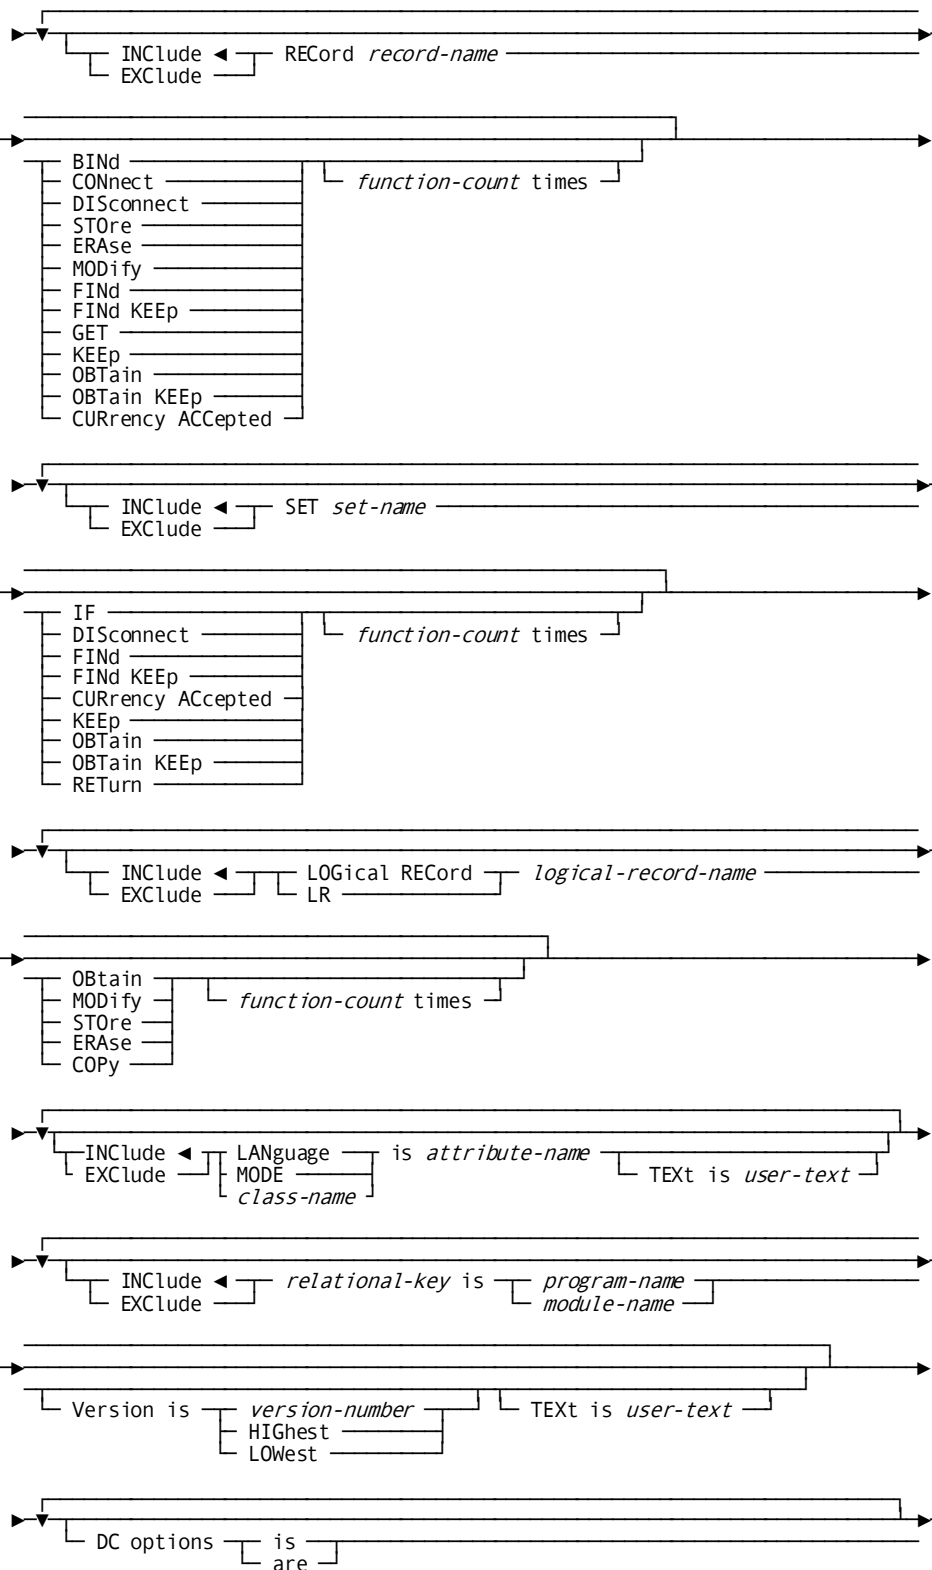 INClude RECord record-name
EXClude
BINd
CONnect function-count times
DISconnect
STOre
ERAse
MODify
FINd
FINd KEEp
GET
KEEp
OBTain
OBTain KEEp
CURrency ACCepted
INClude SET set-name
EXClude
IF
DISconnect function-count times
FINd
FINd KEEp
CURrency ACcepted
KEEp
OBTain
OBTain KEEp
RETurn
INClude LOGical RECord logical-record-name
EXClude LR
OBtain
MODify function-count times
STOre
ERAse
COPy
INClude LANguage is attribute-name
EXClude MODE TEXt is user-text
class-name
INClude relational-key is program-name
EXClude module-name
Version is version-number TEXt is user-text
HIGhest
LOWest
DC options is
are